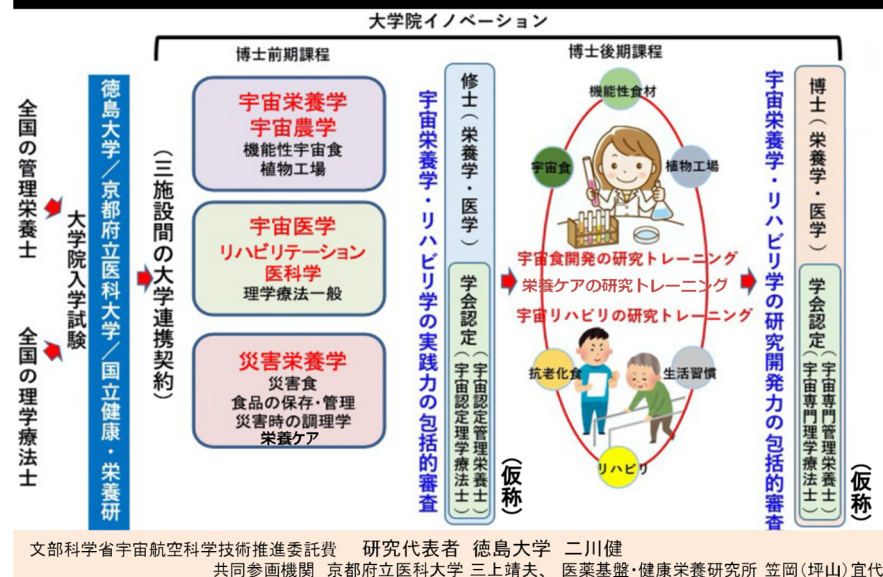 大学院イノベーション
博士前期課程
博士後期課程
全国の管理栄養士
全国の理学療法士
大学院入学試験
徳島大学/京都府立医科大学/国立健康・栄養研
(三施設間の大学連携契約)
宇宙栄養学
宇宙農学
機能性宇宙食
植物工場
宇宙医学
リハビリテーション
医科学
理学療法一般
災害栄養学
災害食
食品の保存・管理
災害時の調理学
栄養ケア
宇宙栄養学・リハビリ学の実践力の包括的審査
修士(栄養学・医学)
学会認定(宇宙認定管理栄養士)
(宇宙認定理学療法士)
(仮称)
機能性食材
宇宙食
植物工場
宇宙食開発の研究トレーニング
栄養ケアの研究トレーニング
宇宙リハビリの研究トレーニング
抗老化食
生活習慣
リハビリ
宇宙栄養学・リハビリ学の研究開発力の包括的審査
博士(栄養学・医学)
学会認定(宇宙専門管理栄養士)
(宇宙専門理学療法士)
(仮称)
文部科学省宇宙航空科学技術推進委託費 研究代表者 徳島大学 二川健
共同参画機関 京都府立医科大学 三上靖夫、 医薬基盤・健康栄養研究所 笠岡(坪山)宜代